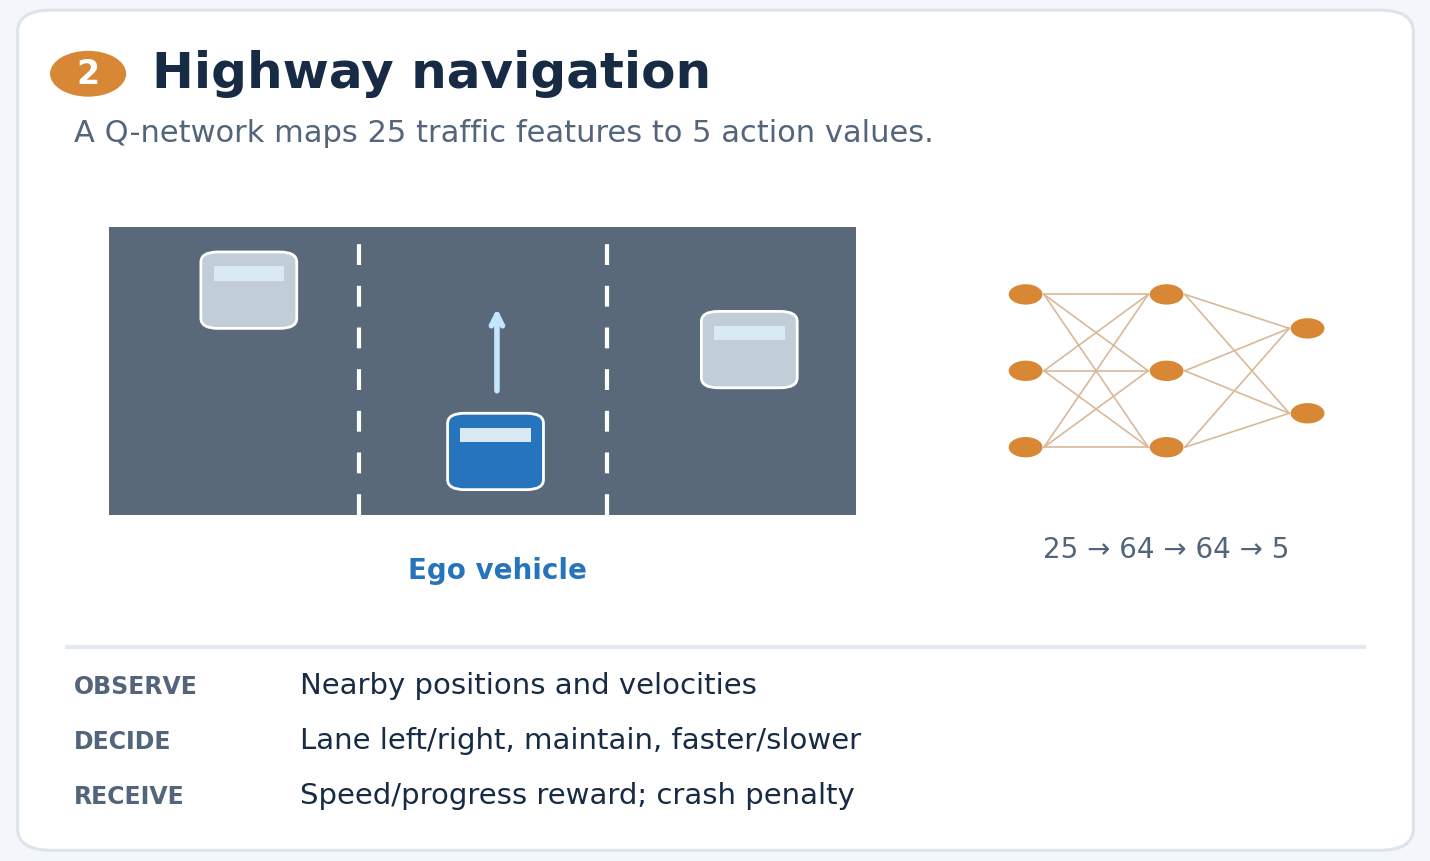 2 Highway navigation
A Q-network maps 25 traffic features to 5 action values.
Ego vehicle
25 → 64 → 64 → 5
OBSERVE Nearby positions and velocities
DECIDE Lane left/right, maintain, faster/slower
RECEIVE Speed/progress reward; crash penalty